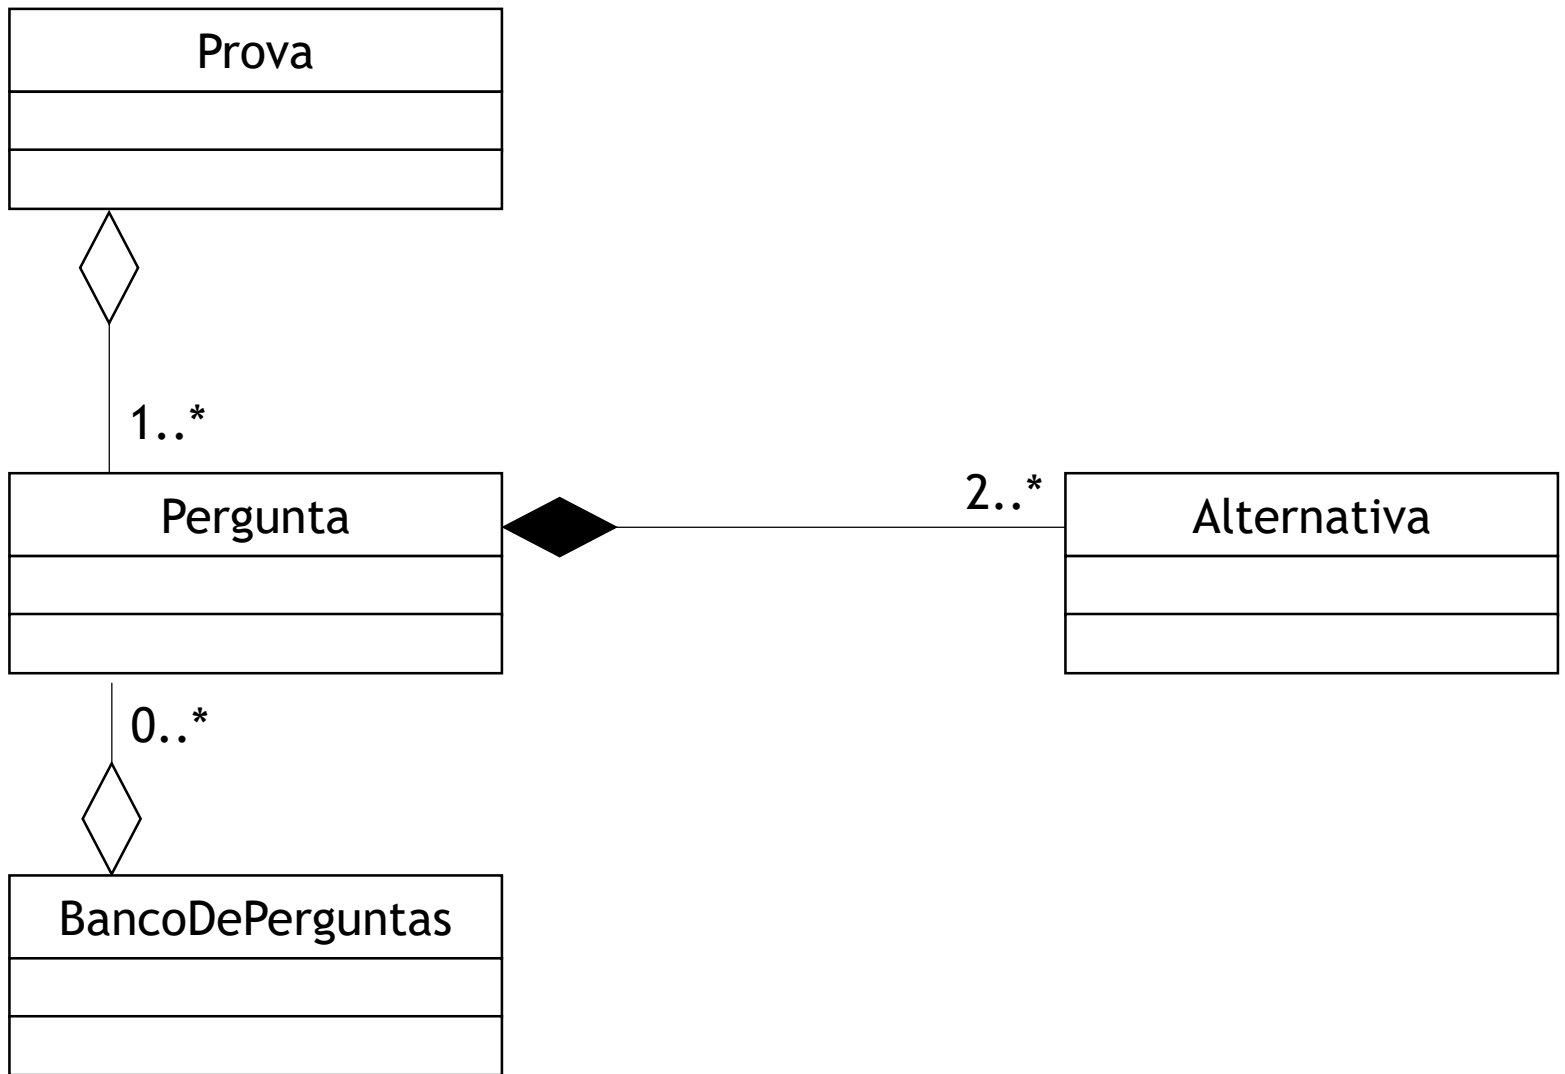 Prova
1..*
Pergunta
2..*
Alternativa
0..*
BancoDePerguntas